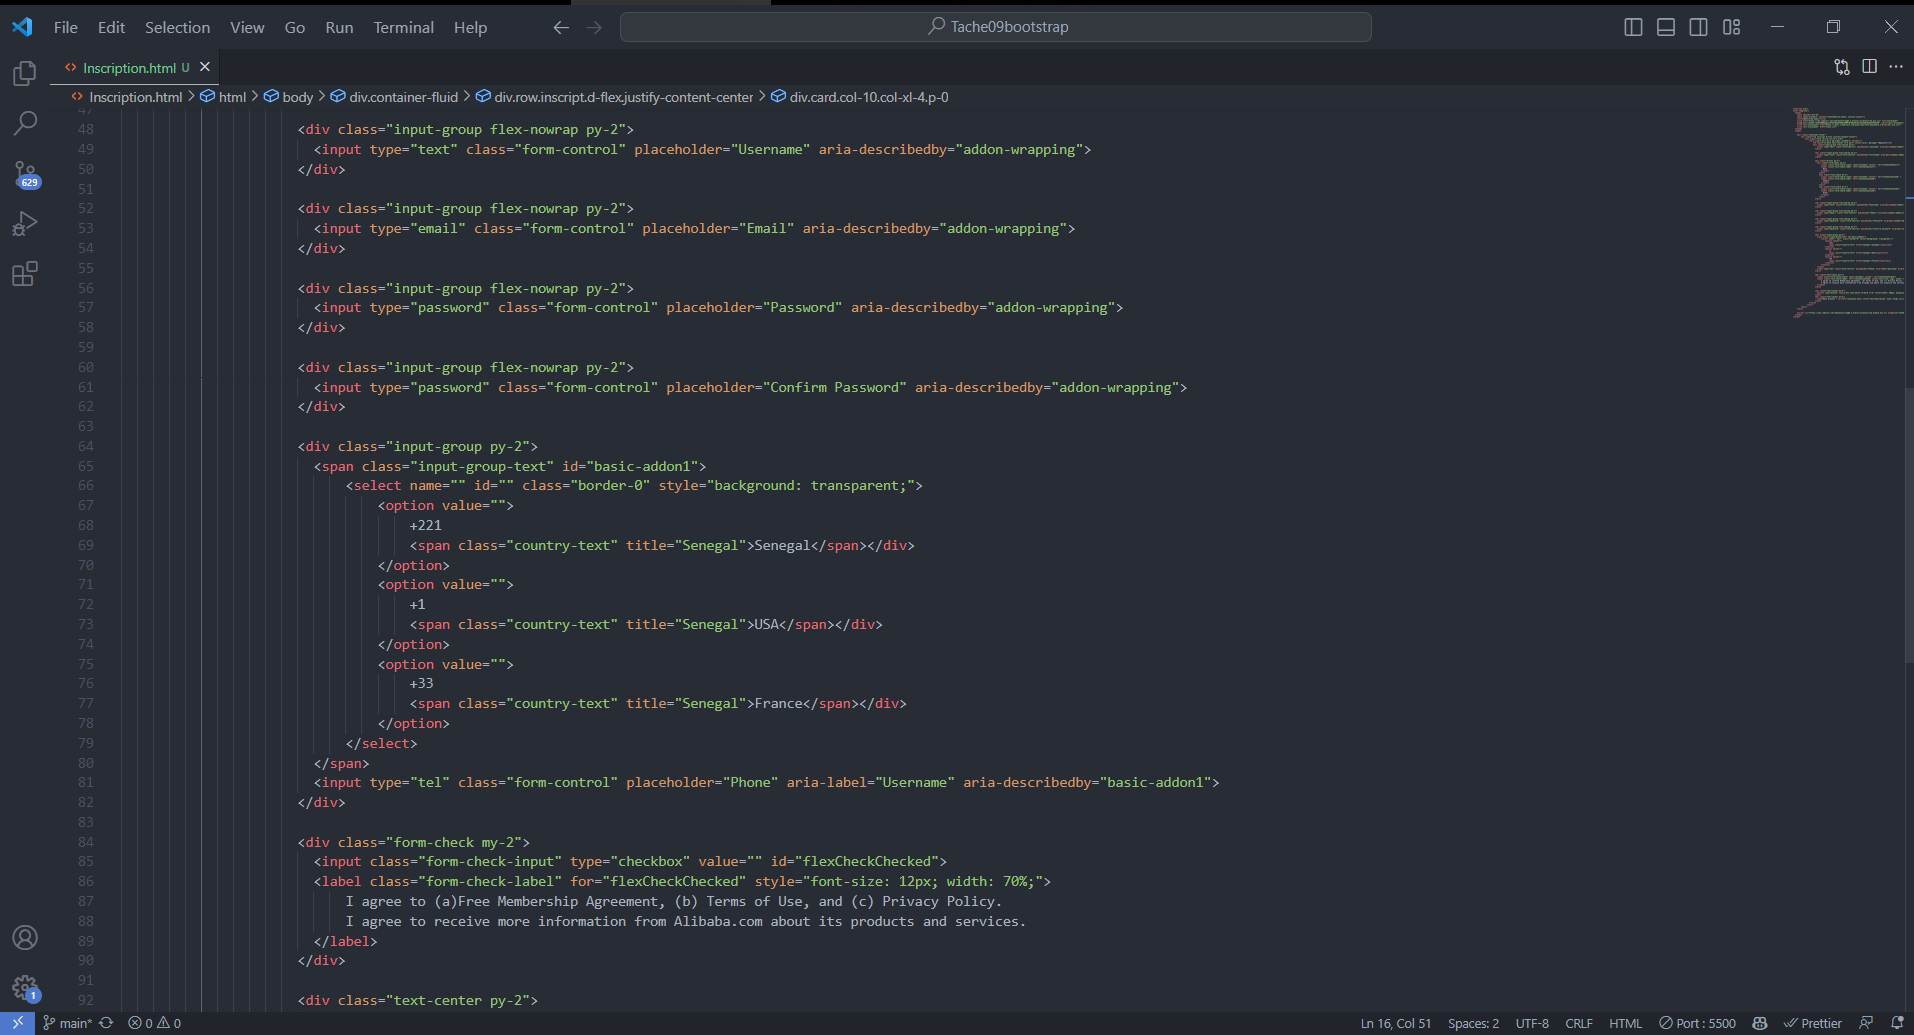 File Edit Selection View Go Run Terminal Help Tache09bootstrap
Inscription.html U
Inscription.html > html > body > div.container-fluid > div.row.inscript.d-flex.justify-content-center > div.card.col-10.col-xl-4.p-0
47
48 <div class="input-group flex-nowrap py-2">
49 <input type="text" class="form-control" placeholder="Username" aria-describedby="addon-wrapping">
50 </div>
51
52 <div class="input-group flex-nowrap py-2">
53 <input type="email" class="form-control" placeholder="Email" aria-describedby="addon-wrapping">
54 </div>
55
56 <div class="input-group flex-nowrap py-2">
57 <input type="password" class="form-control" placeholder="Password" aria-describedby="addon-wrapping">
58 </div>
59
60 <div class="input-group flex-nowrap py-2">
61 <input type="password" class="form-control" placeholder="Confirm Password" aria-describedby="addon-wrapping">
62 </div>
63
64 <div class="input-group py-2">
65 <span class="input-group-text" id="basic-addon1">
66 <select name="" id="" class="border-0" style="background: transparent;">
67 <option value="">
68 +221
69 <span class="country-text" title="Senegal">Senegal</span></div>
70 </option>
71 <option value="">
72 +1
73 <span class="country-text" title="Senegal">USA</span></div>
74 </option>
75 <option value="">
76 +33
77 <span class="country-text" title="Senegal">France</span></div>
78 </option>
79 </select>
80 </span>
81 <input type="tel" class="form-control" placeholder="Phone" aria-label="Username" aria-describedby="basic-addon1">
82 </div>
83
84 <div class="form-check my-2">
85 <input class="form-check-input" type="checkbox" value="" id="flexCheckChecked">
86 <label class="form-check-label" for="flexCheckChecked" style="font-size: 12px; width: 70%;">
87 I agree to (a)Free Membership Agreement, (b) Terms of Use, and (c) Privacy Policy.
88 I agree to receive more information from Alibaba.com about its products and services.
89 </label>
90 </div>
91
92 <div class="text-center py-2">
629
1
main* 0 0 Ln 16, Col 51 Spaces: 2 UTF-8 CRLF HTML Port : 5500 Prettier